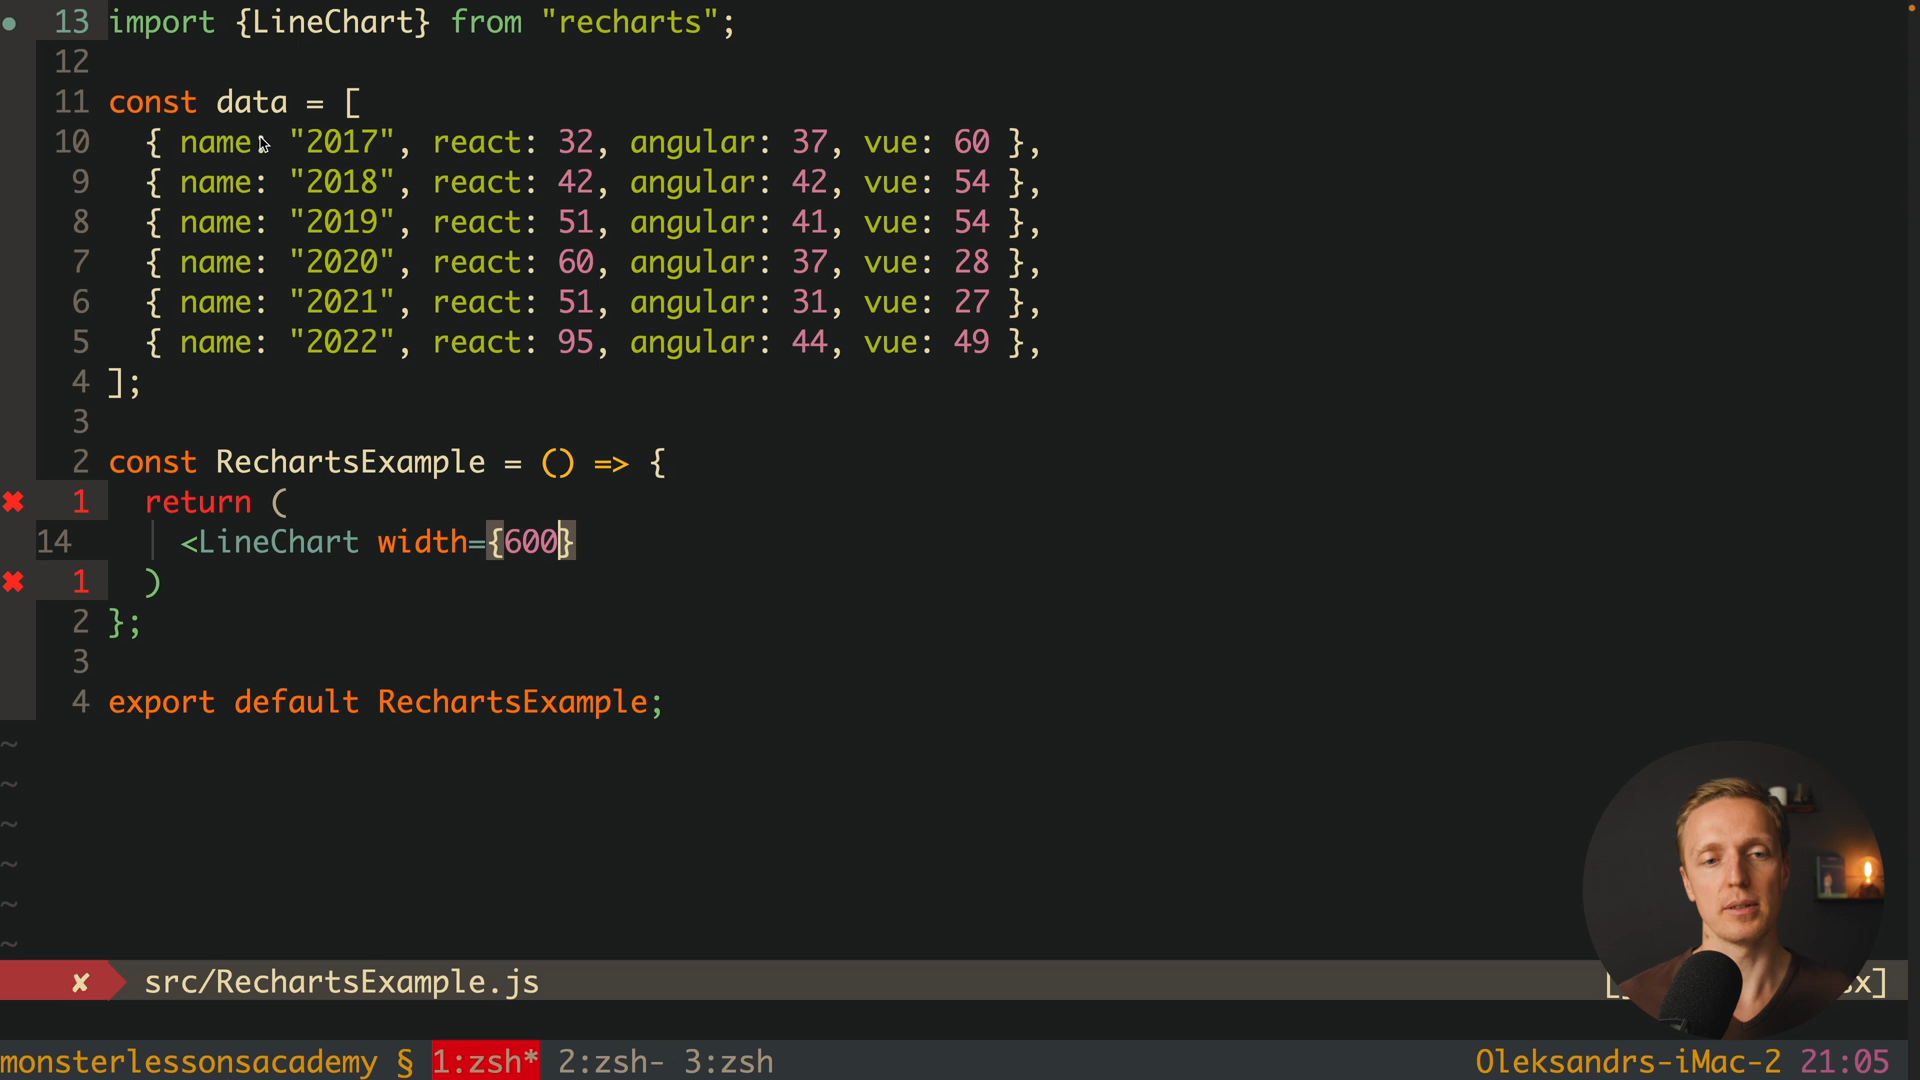 13 import {LineChart} from "recharts";
12
11 const data = [
10 { name: "2017", react: 32, angular: 37, vue: 60 },
9 { name: "2018", react: 42, angular: 42, vue: 54 },
8 { name: "2019", react: 51, angular: 41, vue: 54 },
7 { name: "2020", react: 60, angular: 37, vue: 28 },
6 { name: "2021", react: 51, angular: 31, vue: 27 },
5 { name: "2022", react: 95, angular: 44, vue: 49 },
4 ];
3
2 const RechartsExample = () => {
✖ 1 return (
14 <LineChart width={600}
✖ 1 )
2 };
3
4 export default RechartsExample;
~
~
~
~
~
~
✘ src/RechartsExample.js
monsterlessonsacademy § 1:zsh* 2:zsh- 3:zsh Oleksandrs-iMac-2 21:05